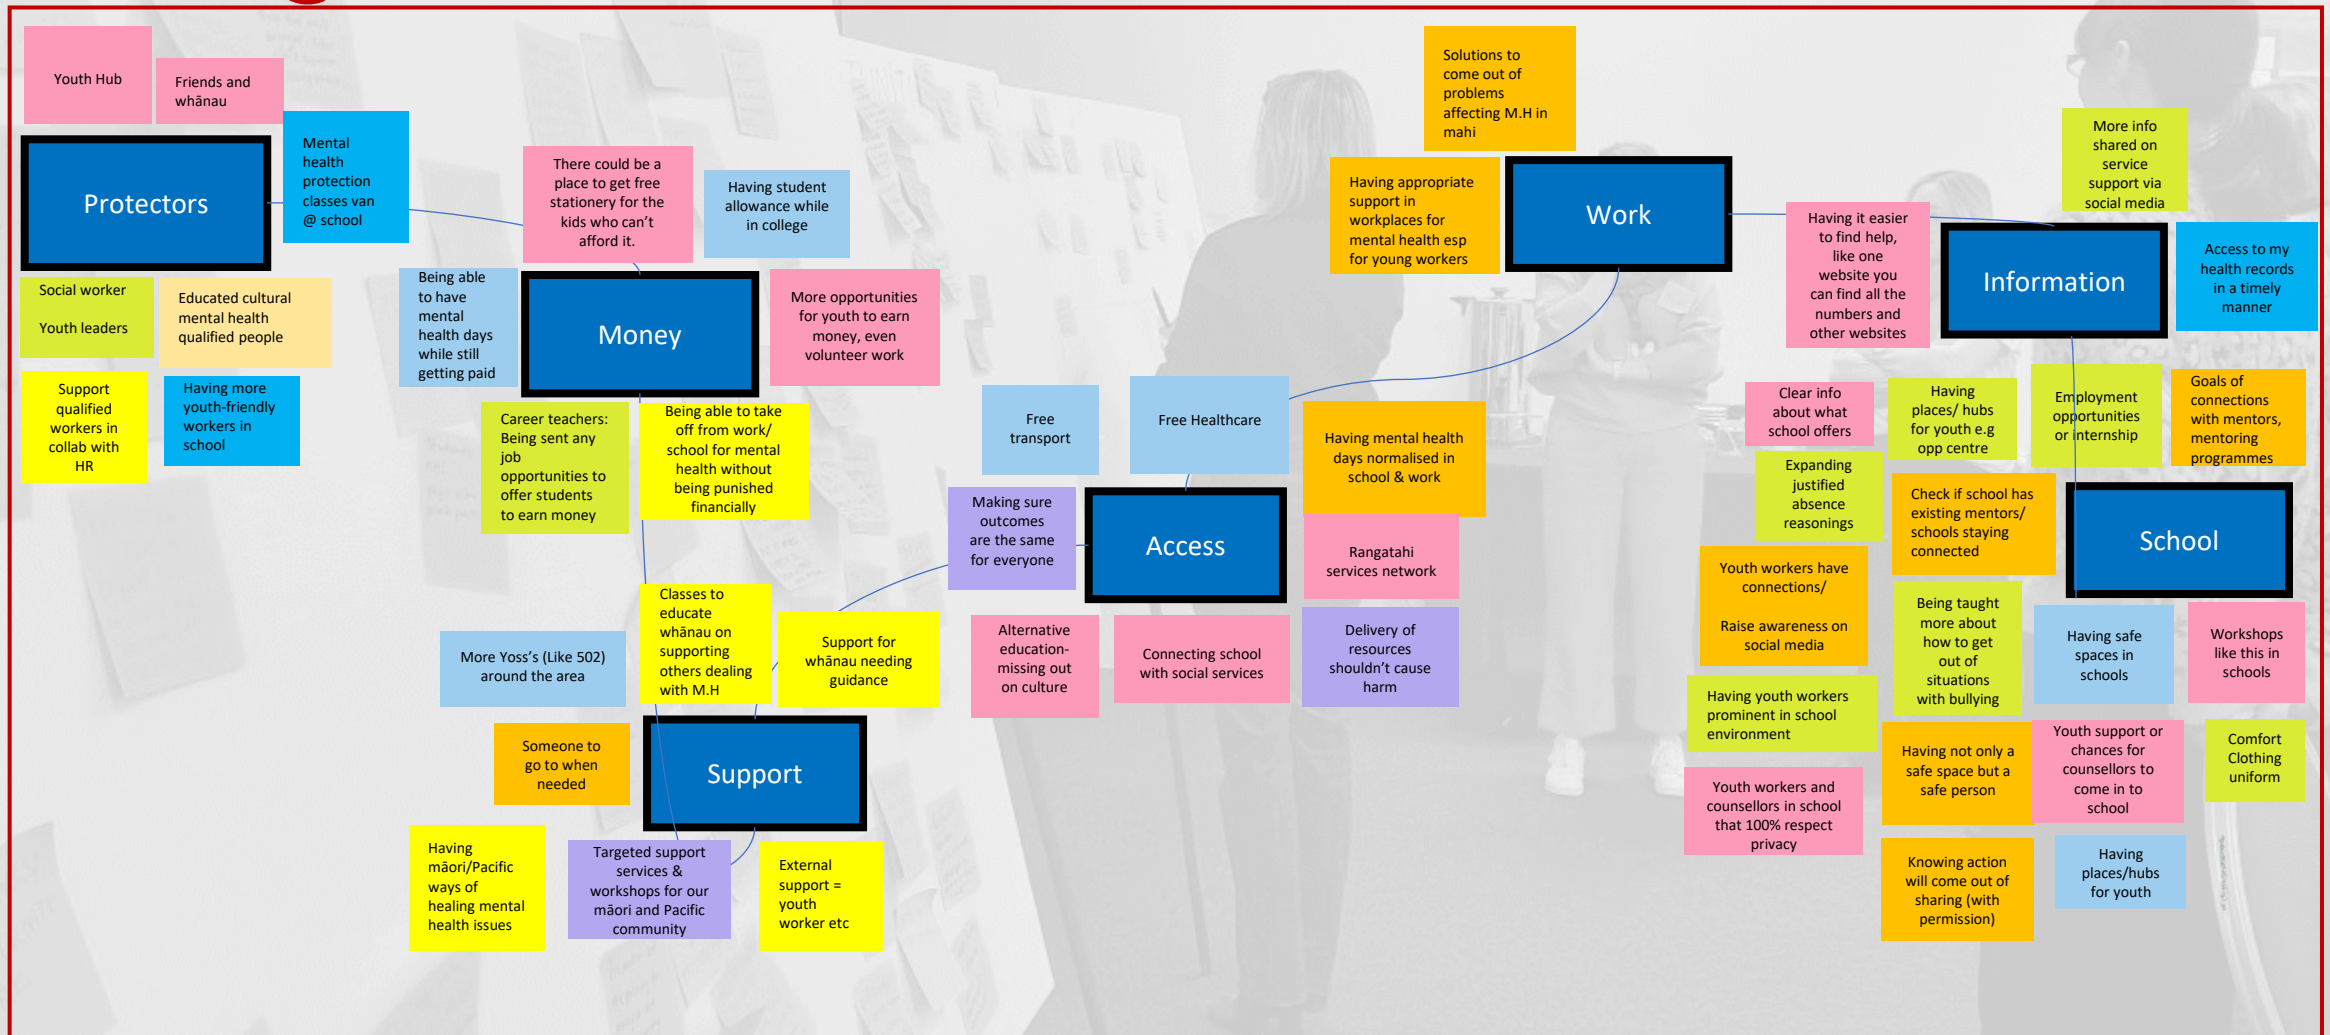 Youth Hub
Friends and
whānau
Mental
health
protection
classes van
@ school
Protectors
Social worker
Youth leaders
Educated cultural
mental health
qualified people
Support
qualified
workers in
collab with
HR
Having more
youth-friendly
workers in
school
There could be a
place to get free
stationery for the
kids who can't
afford it.
Having student
allowance while
in college
Being able
to have
mental
health days
while still
getting paid
Money
More opportunities
for youth to earn
money, even
volunteer work
Career teachers:
Being sent any
job
opportunities to
offer students
to earn money
Being able to take
off from work/
school for mental
health without
being punished
financially
Classes to
educate
whānau on
supporting
others dealing
with M.H
Support for
whānau needing
guidance
More Yoss's (Like 502)
around the area
Someone to
go to when
needed
Support
Having
māori/Pacific
ways of
healing mental
health issues
Targeted support
services &
workshops for our
māori and Pacific
community
External
support =
youth
worker etc
Free
transport
Free Healthcare
Having mental health
days normalised in
school & work
Making sure
outcomes
are the same
for everyone
Access
Rangatahi
services network
Alternative
education-
missing out
on culture
Connecting school
with social services
Delivery of
resources
shouldn't cause
harm
Solutions to
come out of
problems
affecting M.H in
mahi
Having appropriate
support in
workplaces for
mental health esp
for young workers
Work
More info
shared on
service
support via
social media
Having it easier
to find help,
like one
website you
can find all the
numbers and
other websites
Information
Access to my
health records
in a timely
manner
Clear info
about what
school offers
Having
places/ hubs
for youth e.g
opp centre
Employment
opportunities
or internship
Goals of
connections
with mentors,
mentoring
programmes
Expanding
justified
absence
reasonings
Check if school has
existing mentors/
schools staying
connected
School
Youth workers have
connections/
Raise awareness on
social media
Being taught
more about
how to get
out of
situations
with bullying
Having safe
spaces in
schools
Workshops
like this in
schools
Having youth workers
prominent in school
environment
Having not only a
safe space but a
safe person
Youth support or
chances for
counsellors to
come in to
school
Comfort
Clothing
uniform
Youth workers and
counsellors in school
that 100% respect
privacy
Knowing action
will come out of
sharing (with
permission)
Having
places/hubs
for youth